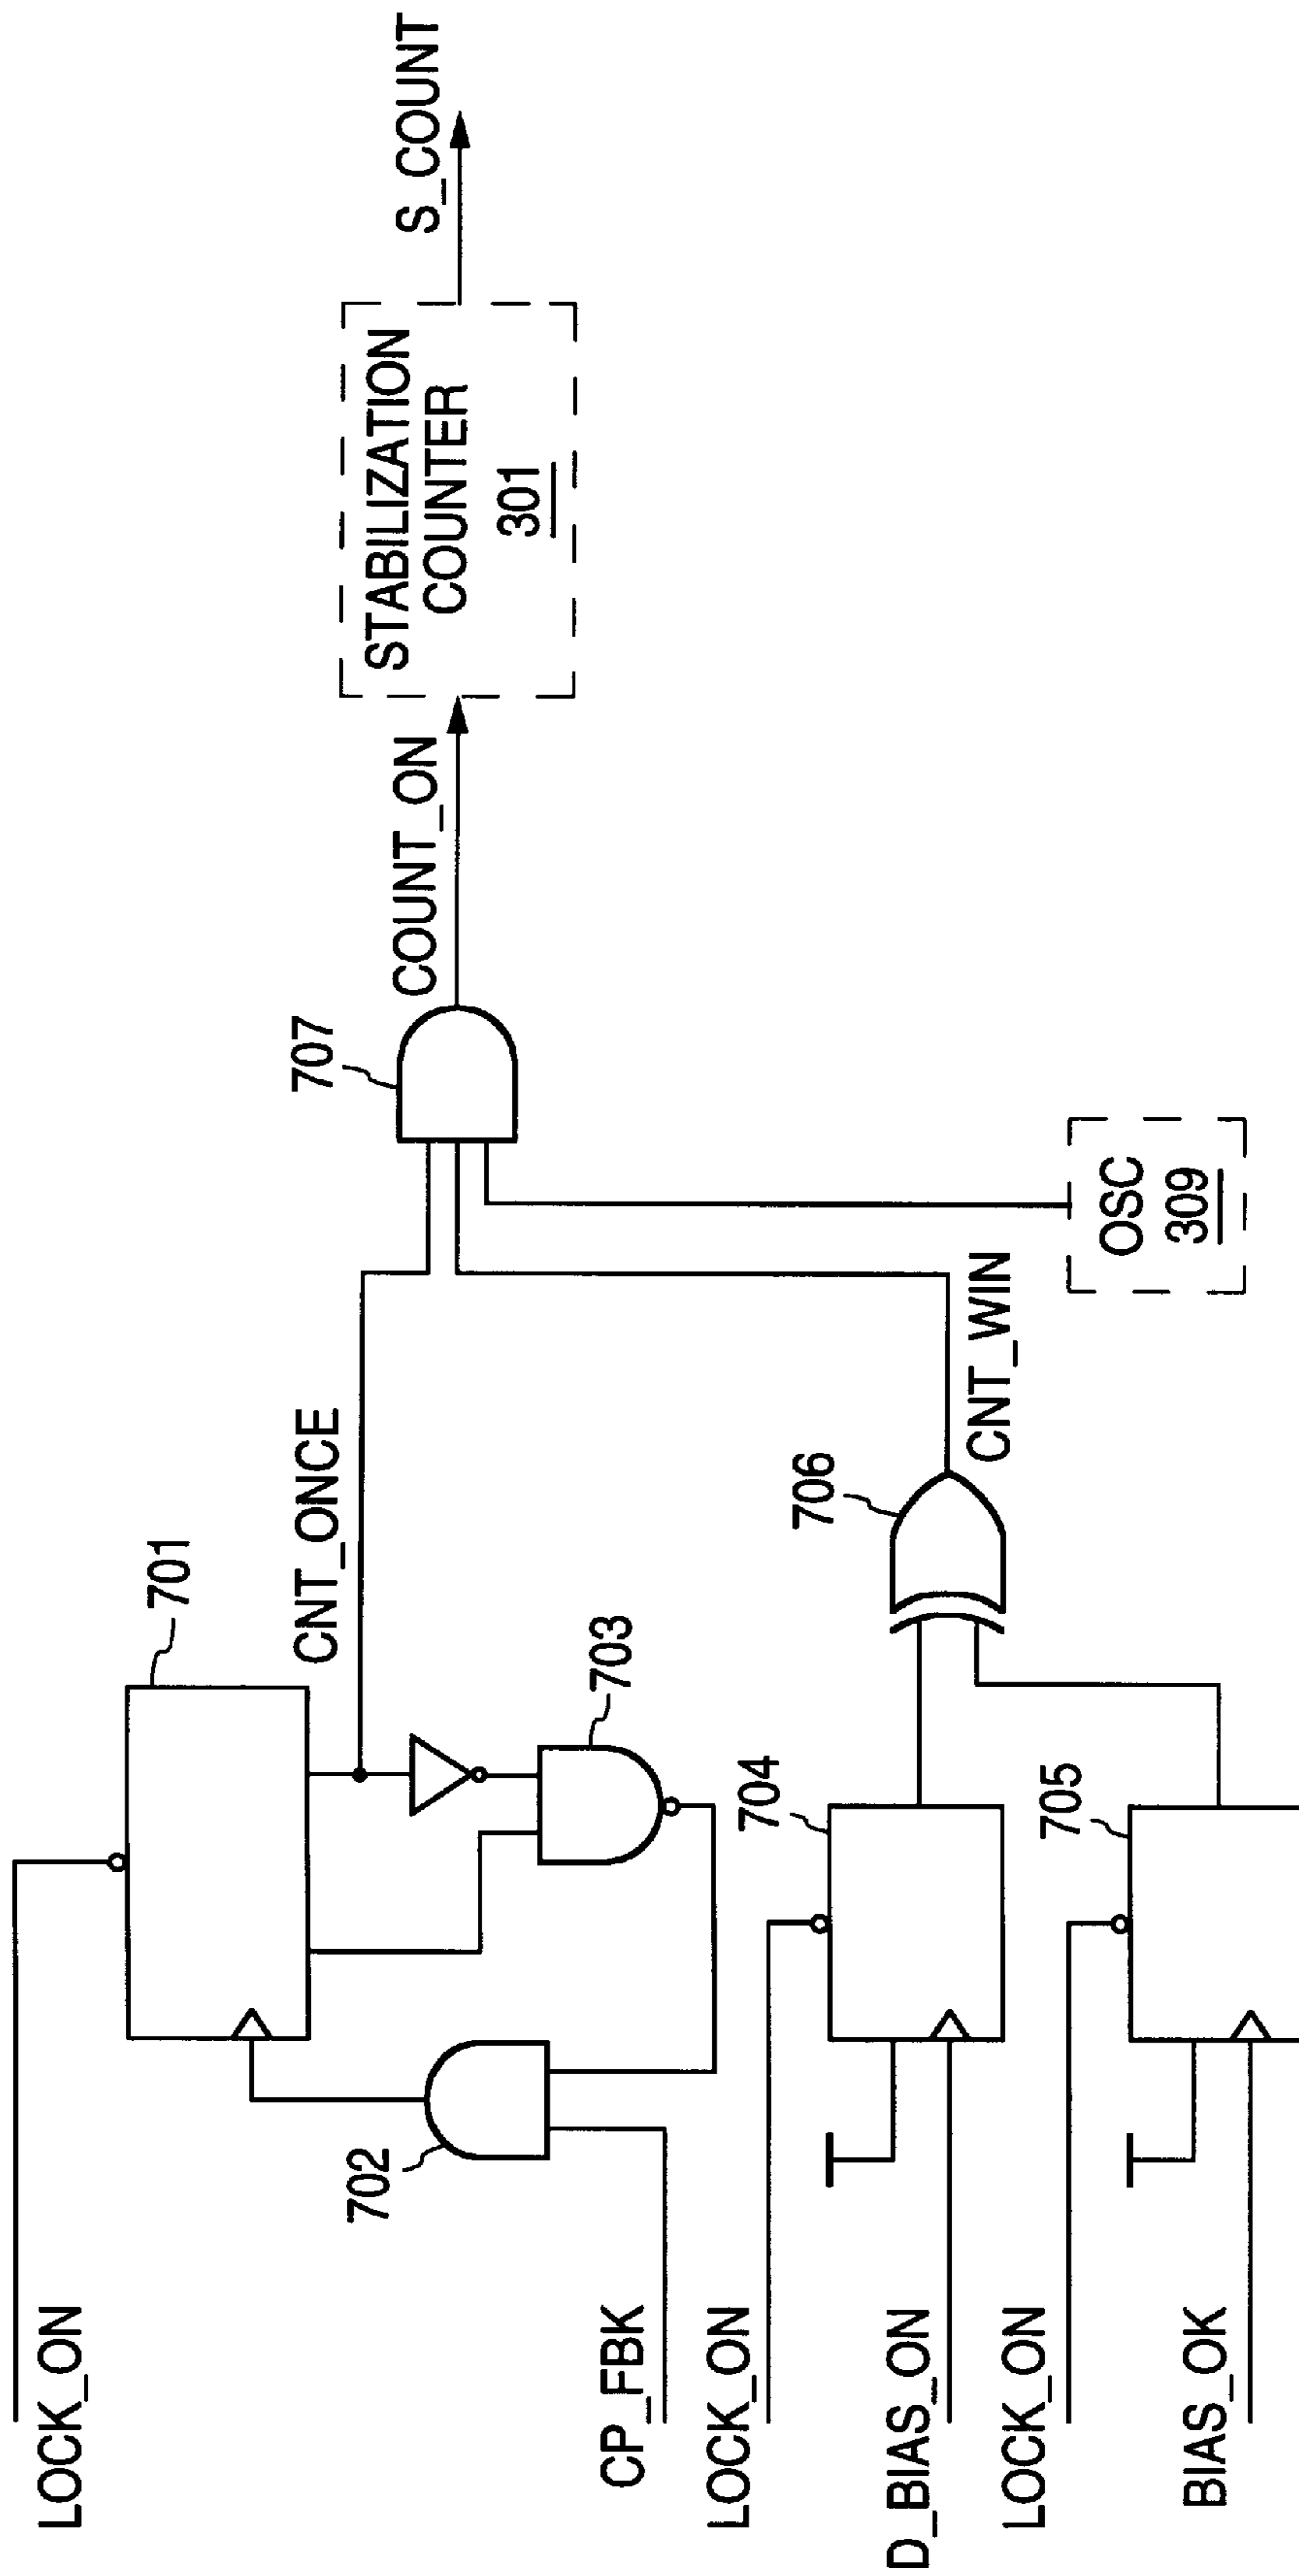 LOCK_ON
701
CNT_ONCE
702
703
CP_FBK
707
COUNT_ON
STABILIZATION
COUNTER
301
S_COUNT
LOCK_ON
704
D_BIAS_ON
706
CNT_WIN
OSC
309
LOCK_ON
705
BIAS_OK